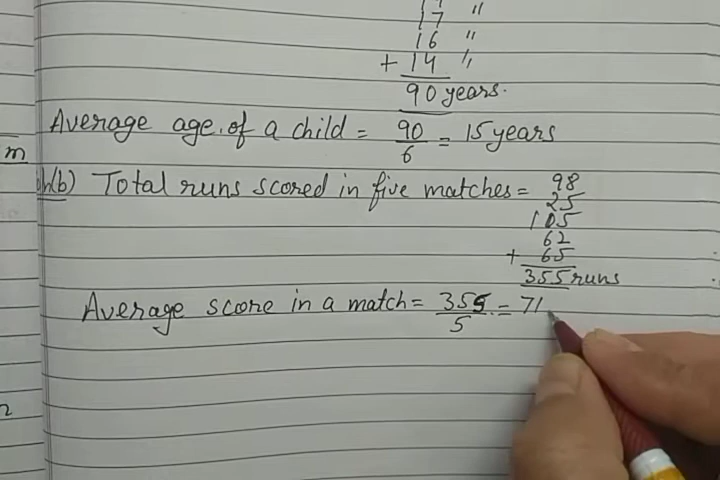 17 "
16 "
+ 14 "
90 years.
Average age of a child = 90/6 = 15 years
m
(b) Total runs scored in five matches = 98
25
105
62
+ 65
355 runs
Average score in a match = 355/5 = 71